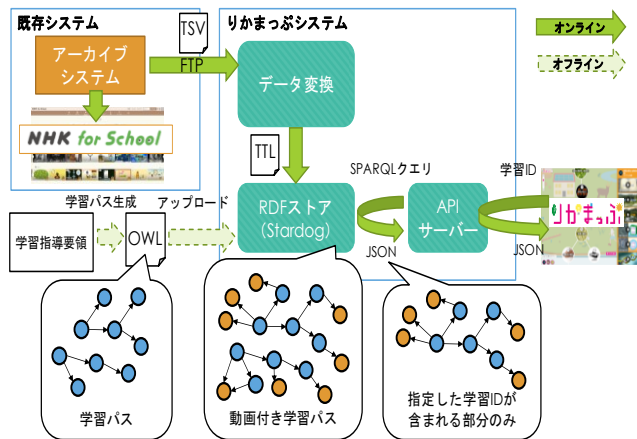 既存システム
TSV
りかまっぷシステム
オンライン
オフライン
アーカイブ
システム
FTP
データ変換
NHK for School
TTL
SPARQLクエリ
学習ID
学習パス生成
アップロード
学習指導要領
OWL
RDFストア
(Stardog)
API
サーバー
りかまっぷ
JSON
JSON
学習パス
動画付き学習パス
指定した学習IDが
含まれる部分のみ